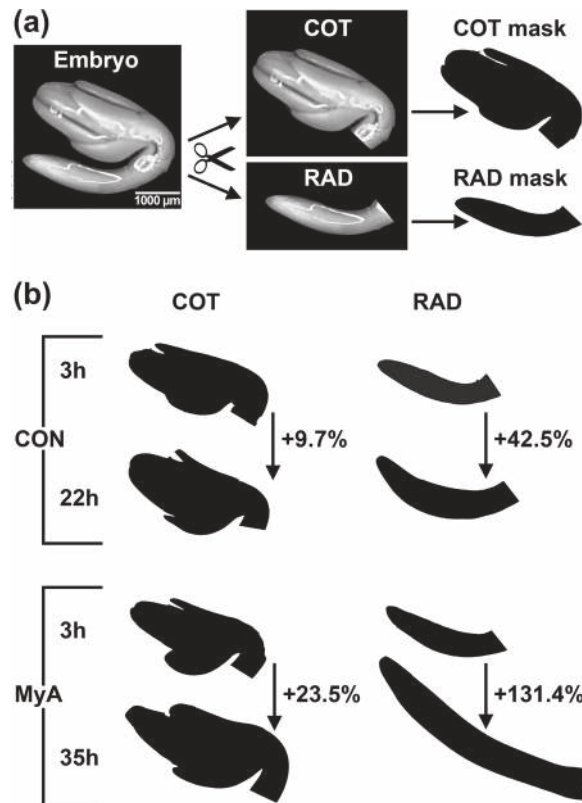 (a)
Embryo
1000 µm
COT
COT mask
RAD
RAD mask
(b)
COT
RAD
CON
3h
22h
+9.7%
+42.5%
MyA
3h
35h
+23.5%
+131.4%